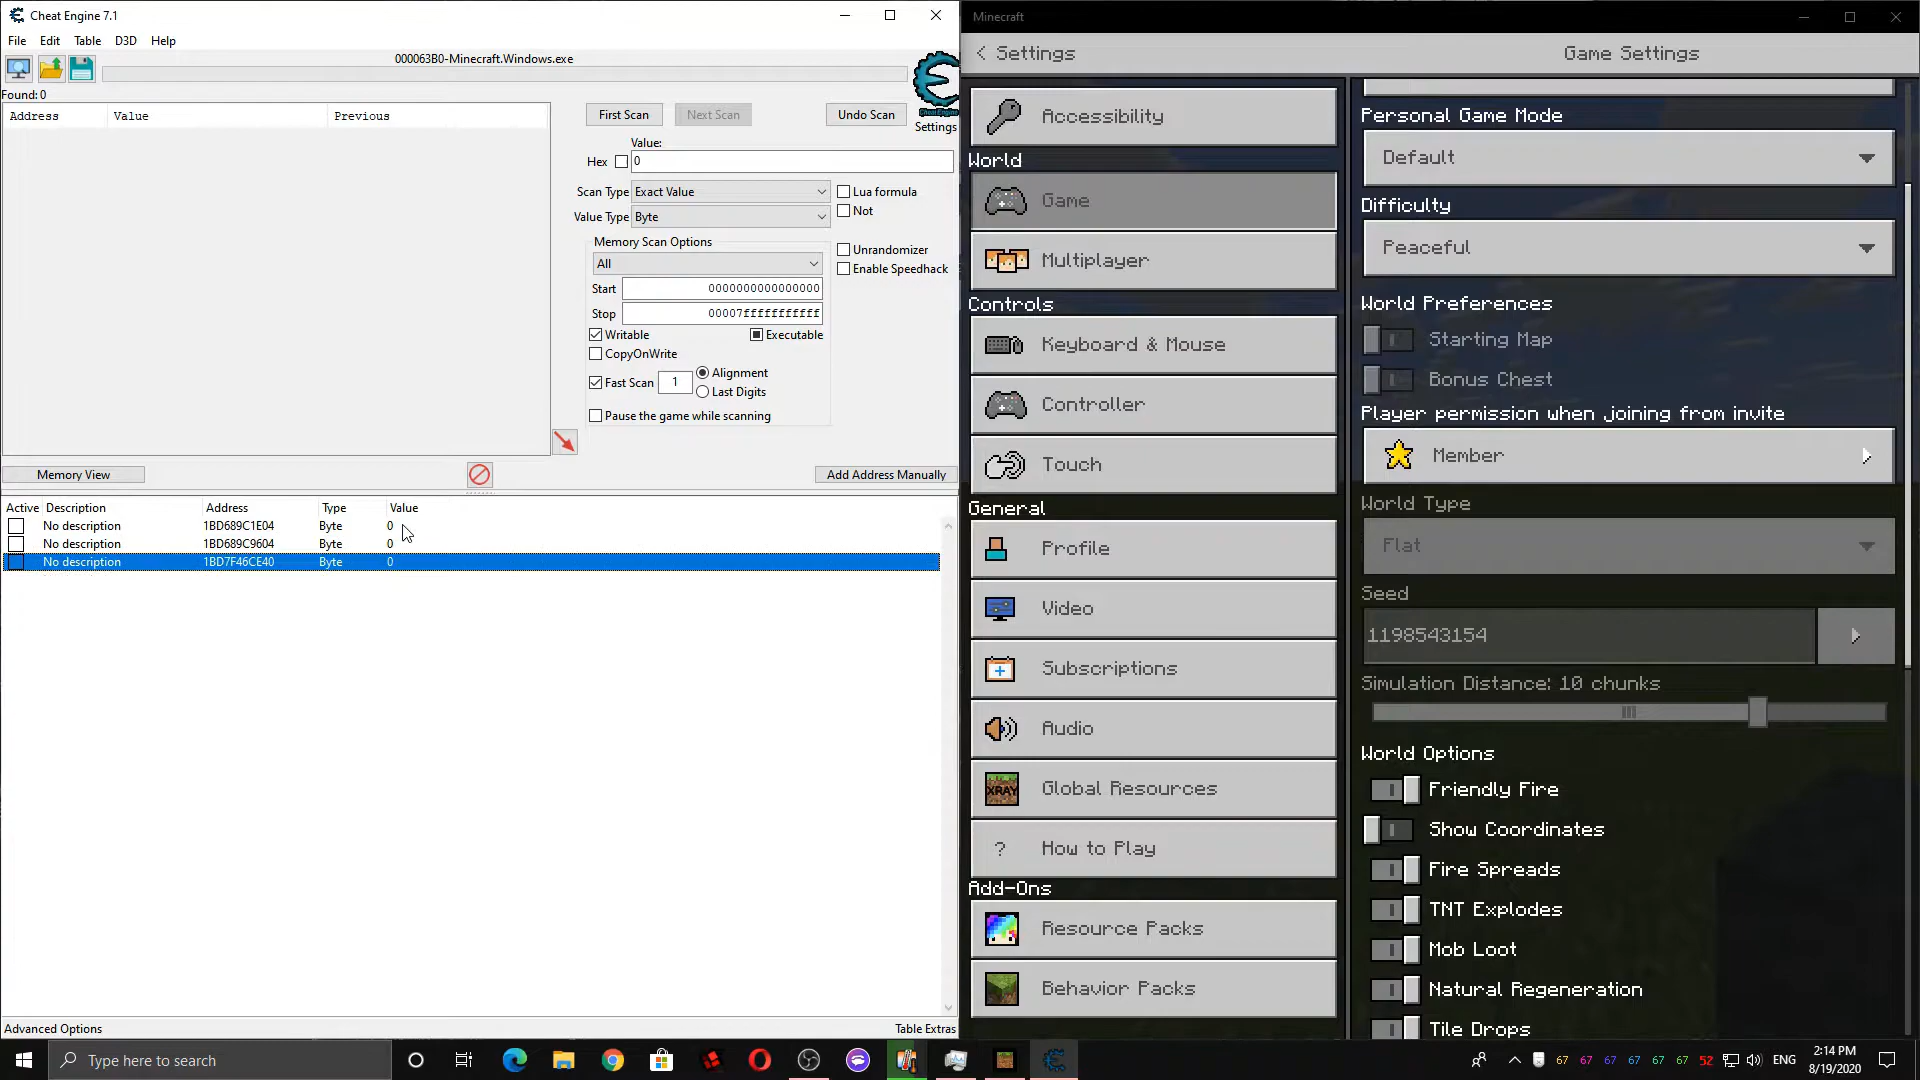 Cheat Engine 7.1
File Edit Table D3D Help
000063B0-Minecraft.Windows.exe
Found: 0
Address Value Previous
First Scan Next Scan Undo Scan
Settings
Value:
Hex 0
Scan Type Exact Value Lua formula
Not
Value Type Byte
Memory Scan Options
All
Unrandomizer
Enable Speedhack
Start 0000000000000000
Stop 00007fffffffffff
Writable Executable
CopyOnWrite
Fast Scan 1 Alignment
Last Digits
Pause the game while scanning
Memory View Add Address Manually
Active Description Address Type Value
No description 1BD689C1E04 Byte 0
No description 1BD689C9604 Byte 0
No description 1BD7F46CE40 Byte 0
Advanced Options Table Extras
Minecraft
< Settings Game Settings
Accessibility
World
Game
Multiplayer
Controls
Keyboard & Mouse
Controller
Touch
General
Profile
Video
Subscriptions
Audio
XRAY Global Resources
? How to Play
Add-Ons
Resource Packs
Behavior Packs
Personal Game Mode
Default
Difficulty
Peaceful
World Preferences
Starting Map
Bonus Chest
Player permission when joining from invite
Member
World Type
Flat
Seed
1198543154
Simulation Distance: 10 chunks
World Options
Friendly Fire
Show Coordinates
Fire Spreads
TNT Explodes
Mob Loot
Natural Regeneration
Tile Drops
Type here to search
67 67 67 67 67 67 52 ENG 2:14 PM
8/19/2020